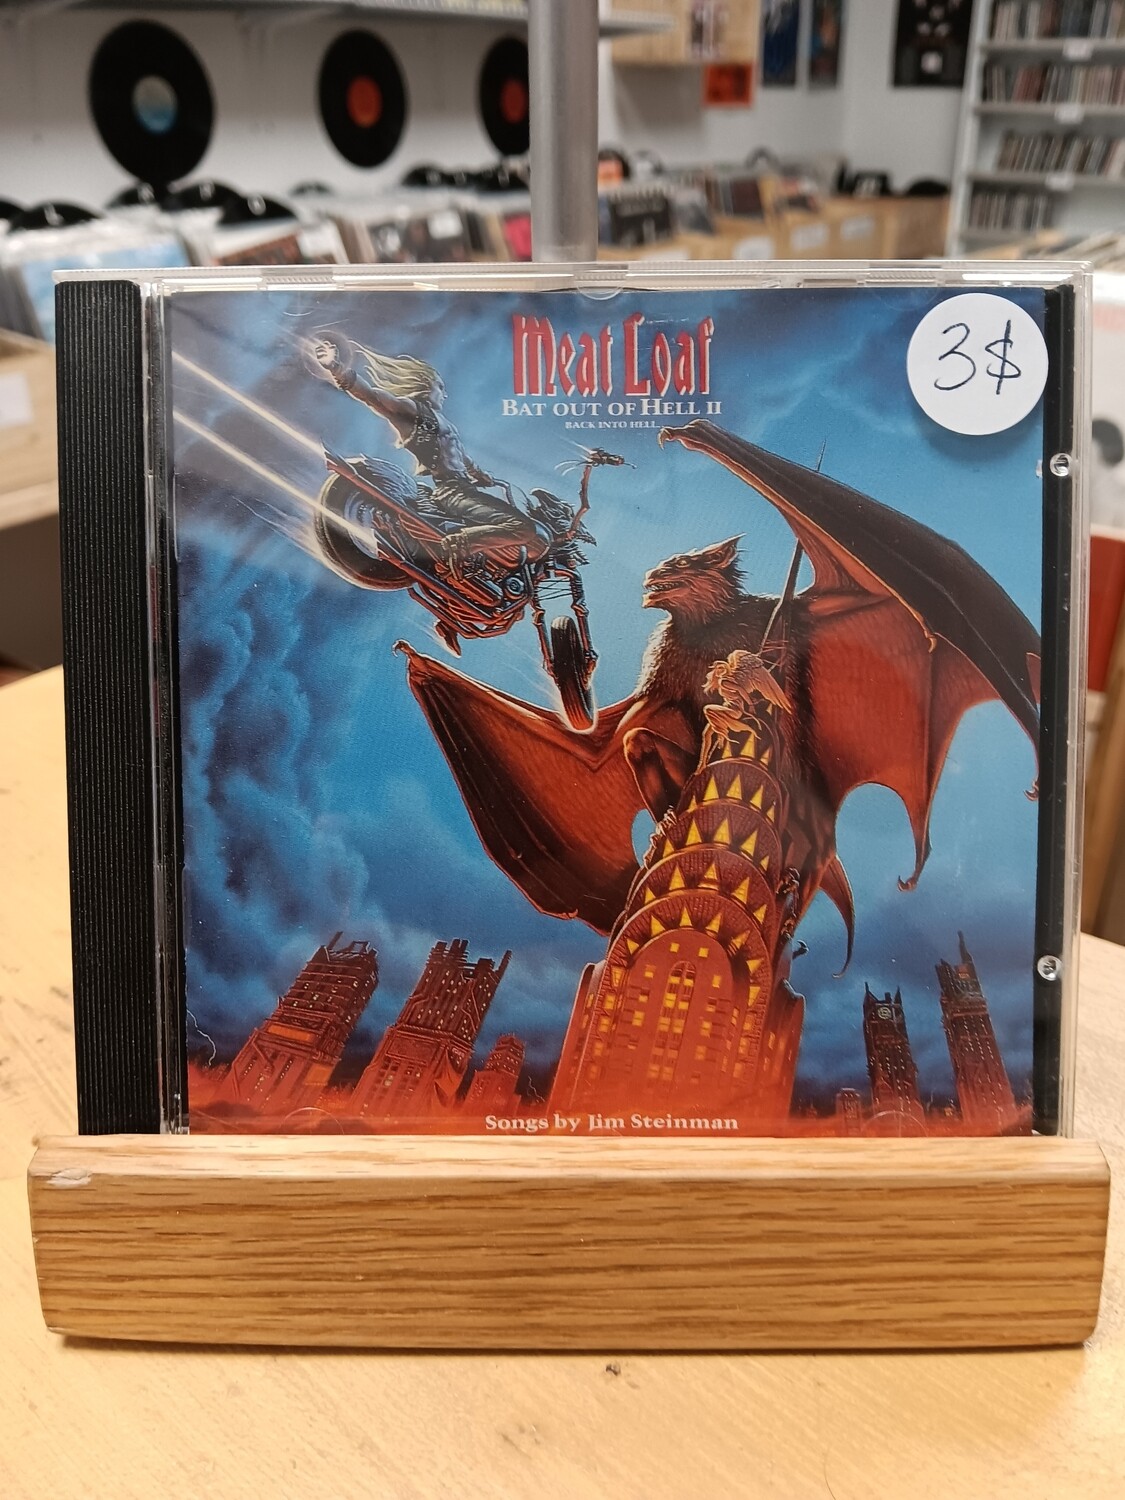 Meat Loaf
BAT OUT OF HELL II
BACK INTO HELL...
3$
Songs by Jim Steinman